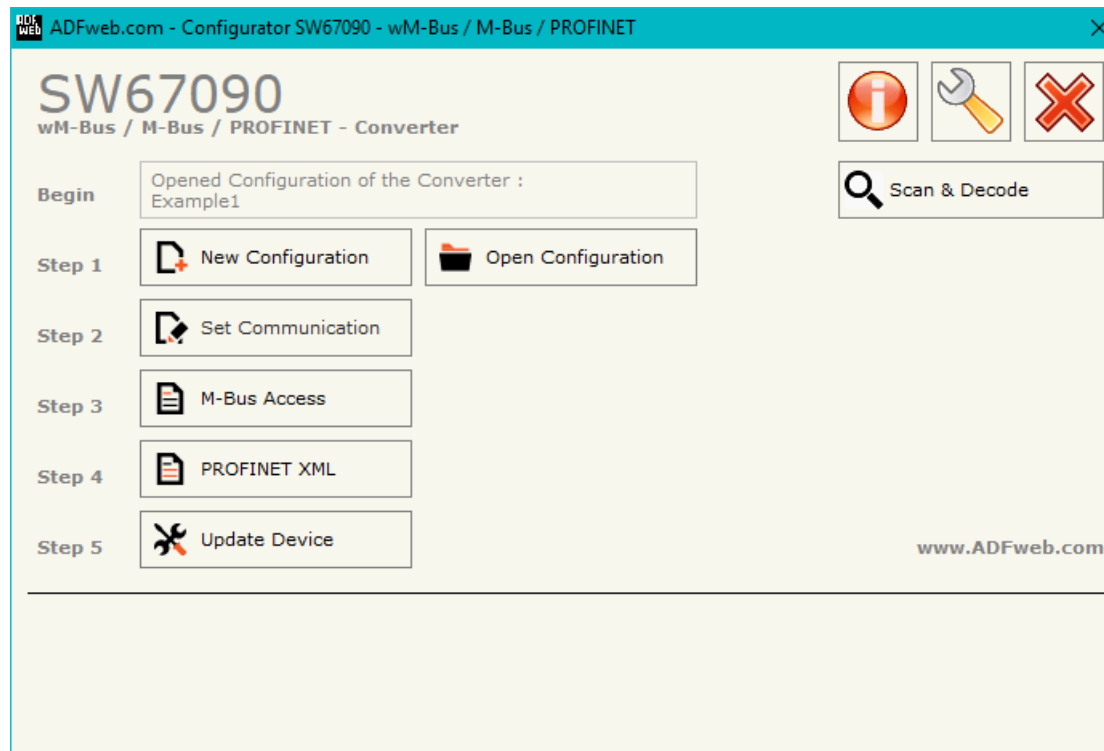 ADF web ADFweb.com - Configurator SW67090 - wM-Bus / M-Bus / PROFINET
SW67090
wM-Bus / M-Bus / PROFINET - Converter
Begin
Opened Configuration of the Converter :
Example1
Scan & Decode
Step 1
New Configuration
Open Configuration
Step 2
Set Communication
Step 3
M-Bus Access
Step 4
PROFINET XML
Step 5
Update Device
www.ADFweb.com